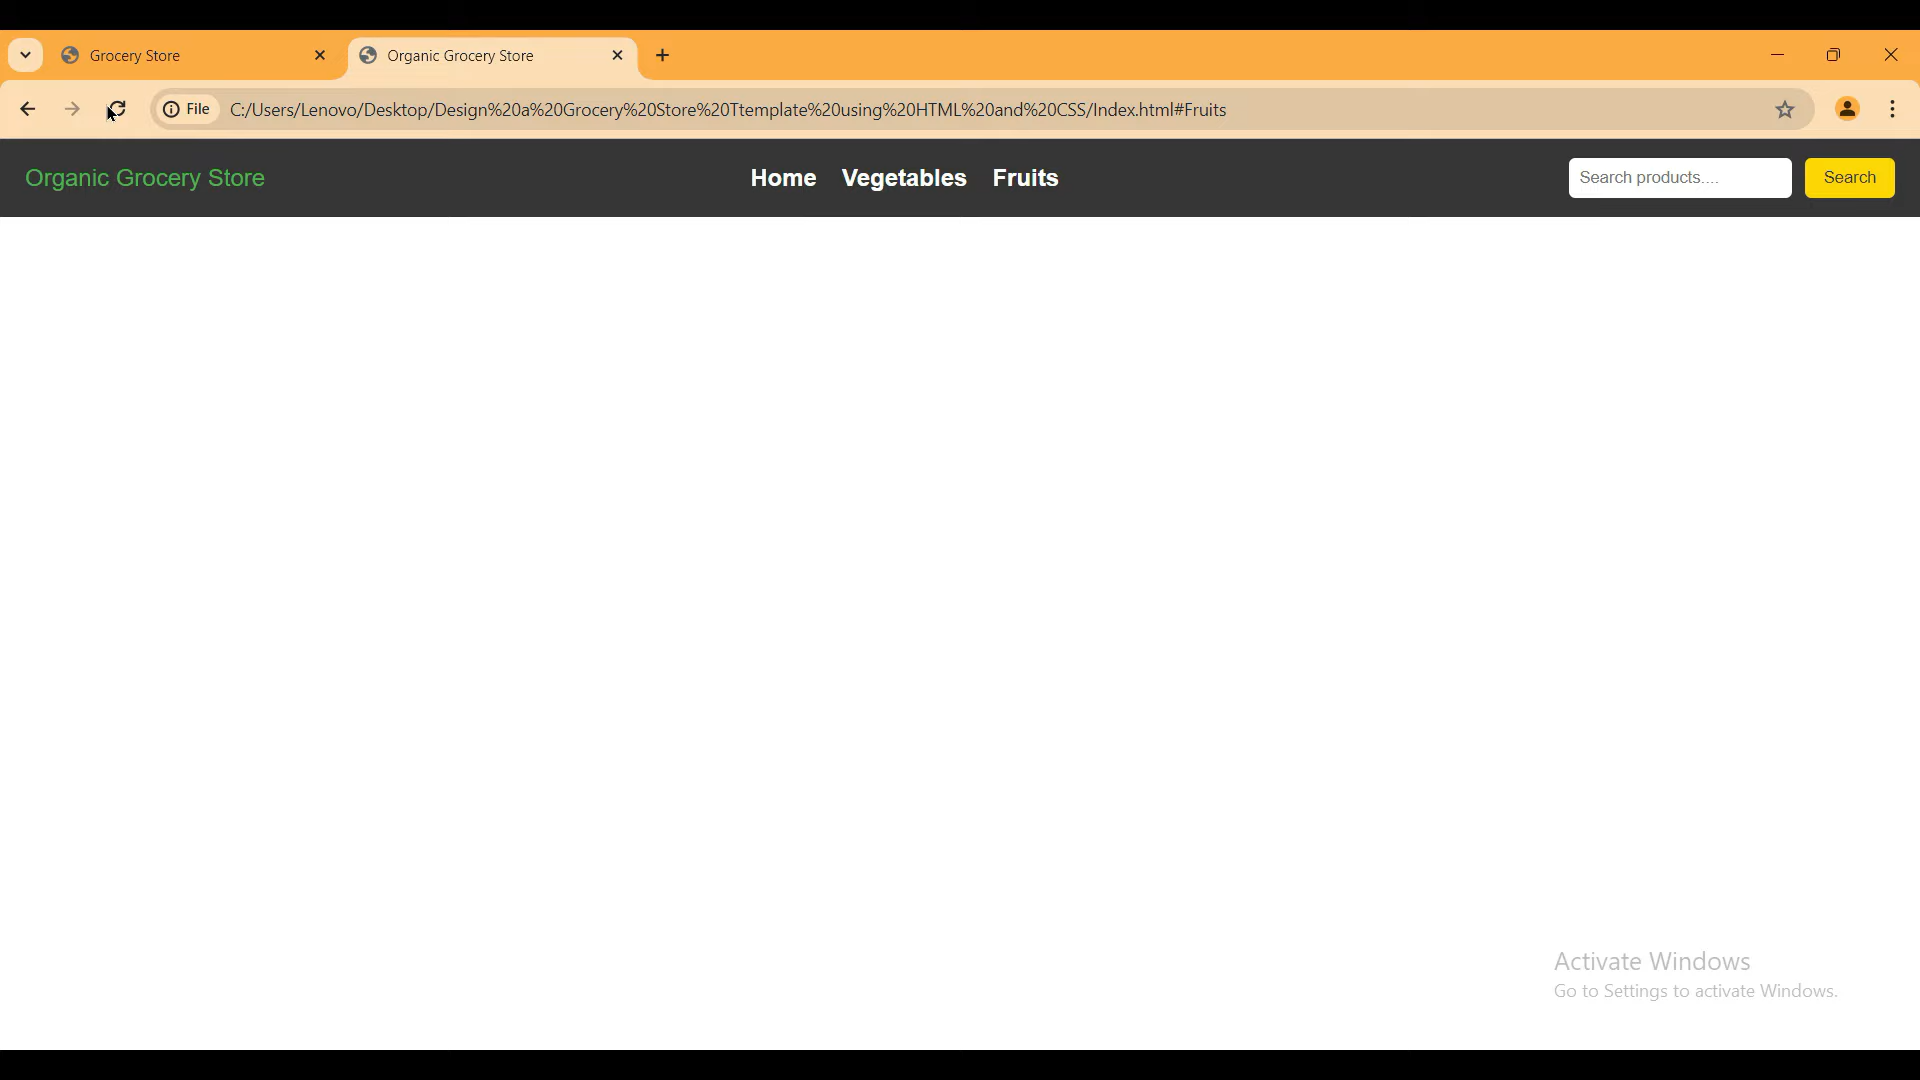 Grocery Store
Organic Grocery Store
File
C:/Users/Lenovo/Desktop/Design%20a%20Grocery%20Store%20Ttemplate%20using%20HTML%20and%20CSS/Index.html#Fruits
Organic Grocery Store
Home Vegetables Fruits
Search products....
Search
Activate Windows
Go to Settings to activate Windows.